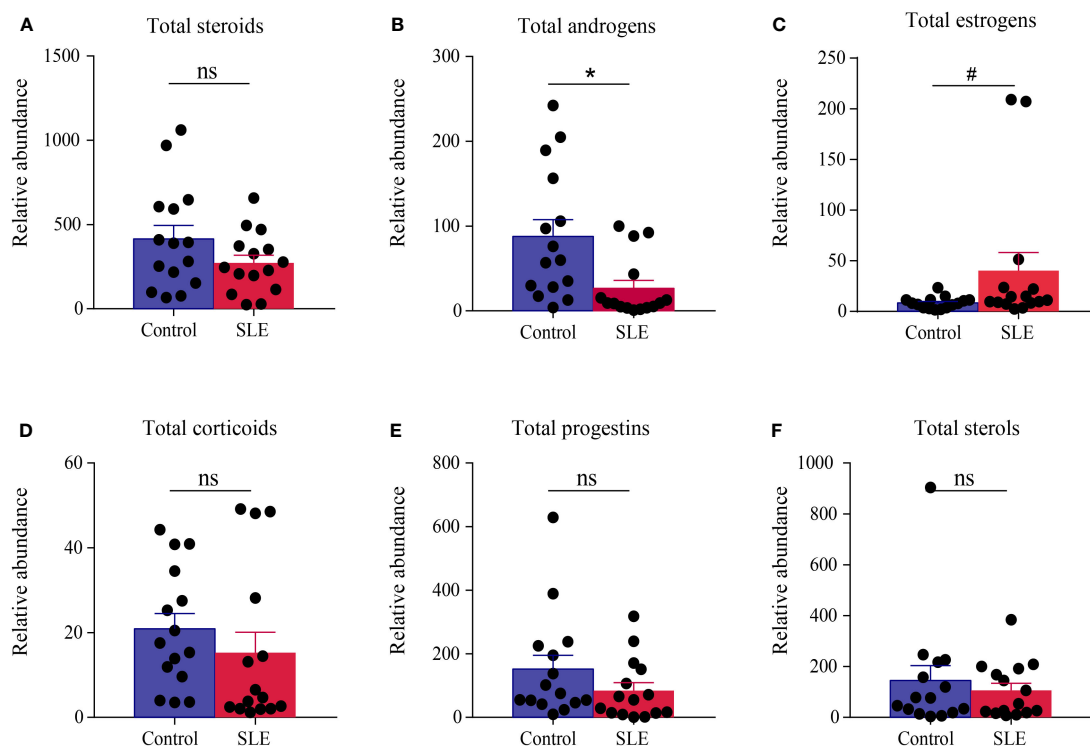 A
Total steroids
1500
1000
500
0
Relative abundance
ns
Control
SLE
B
Total androgens
300
200
100
0
Relative abundance
*
Control
SLE
C
Total estrogens
250
200
150
100
50
0
Relative abundance
#
Control
SLE
D
Total corticoids
60
40
20
0
Relative abundance
ns
Control
SLE
E
Total progestins
800
600
400
200
0
Relative abundance
ns
Control
SLE
F
Total sterols
1000
800
600
400
200
0
Relative abundance
ns
Control
SLE